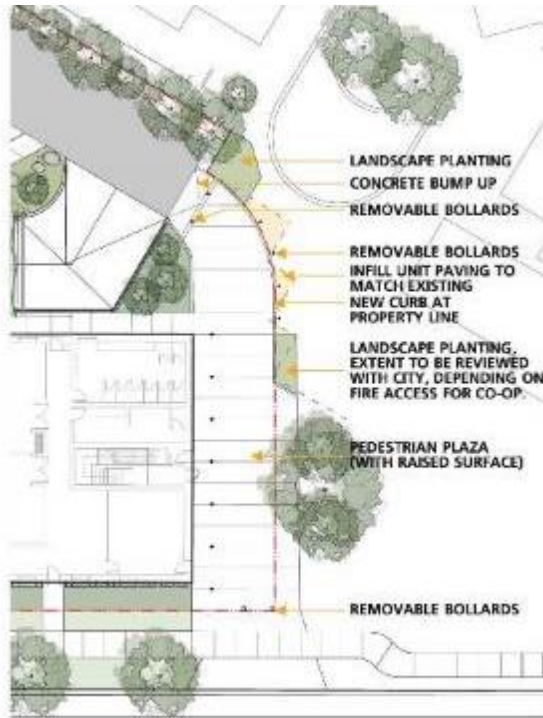 LANDSCAPE PLANTING
CONCRETE BUMP UP
REMOVABLE BOLLARDS
REMOVABLE BOLLARDS
INFILL UNIT PAVING TO
MATCH EXISTING
NEW CURB AT
PROPERTY LINE
LANDSCAPE PLANTING.
EXTENT TO BE REVIEWED
WITH CITY, DEPENDING ON
FIRE ACCESS FOR CO-OP.
PEDESTRIAN PLAZA
(WITH RAISED SURFACE)
REMOVABLE BOLLARDS